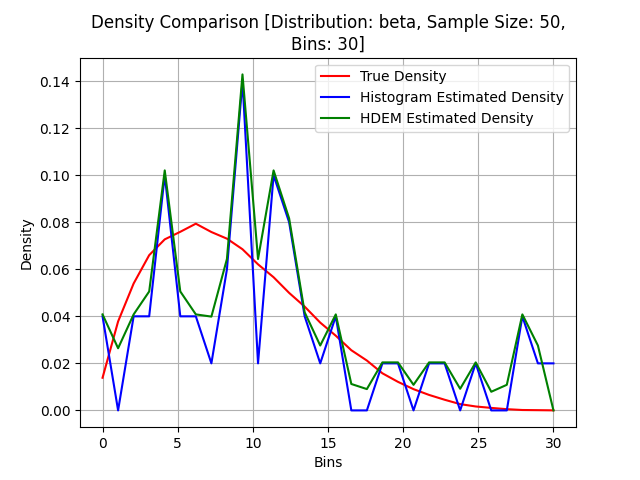 Density Comparison [Distribution: beta, Sample Size: 50,
Bins: 30]
True Density
Histogram Estimated Density
HDEM Estimated Density
Density
0.14
0.12
0.10
0.08
0.06
0.04
0.02
0.00
0 5 10 15 20 25 30
Bins